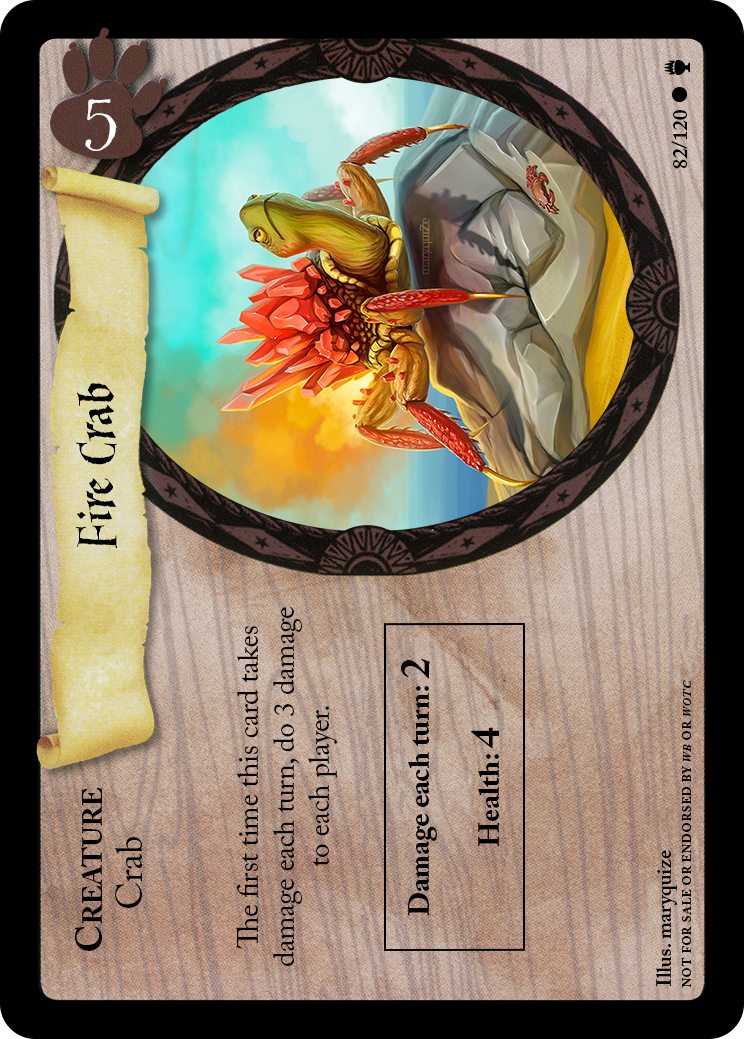 CREATURE
Crab
Fire Crab
5
The first time this card takes
damage each turn, do 3 damage
to each player.
Damage each turn: 2
Health: 4
maryquiZe
Illus. maryquize
NOT FOR SALE OR ENDORSED BY WB OR WOTC
82/120